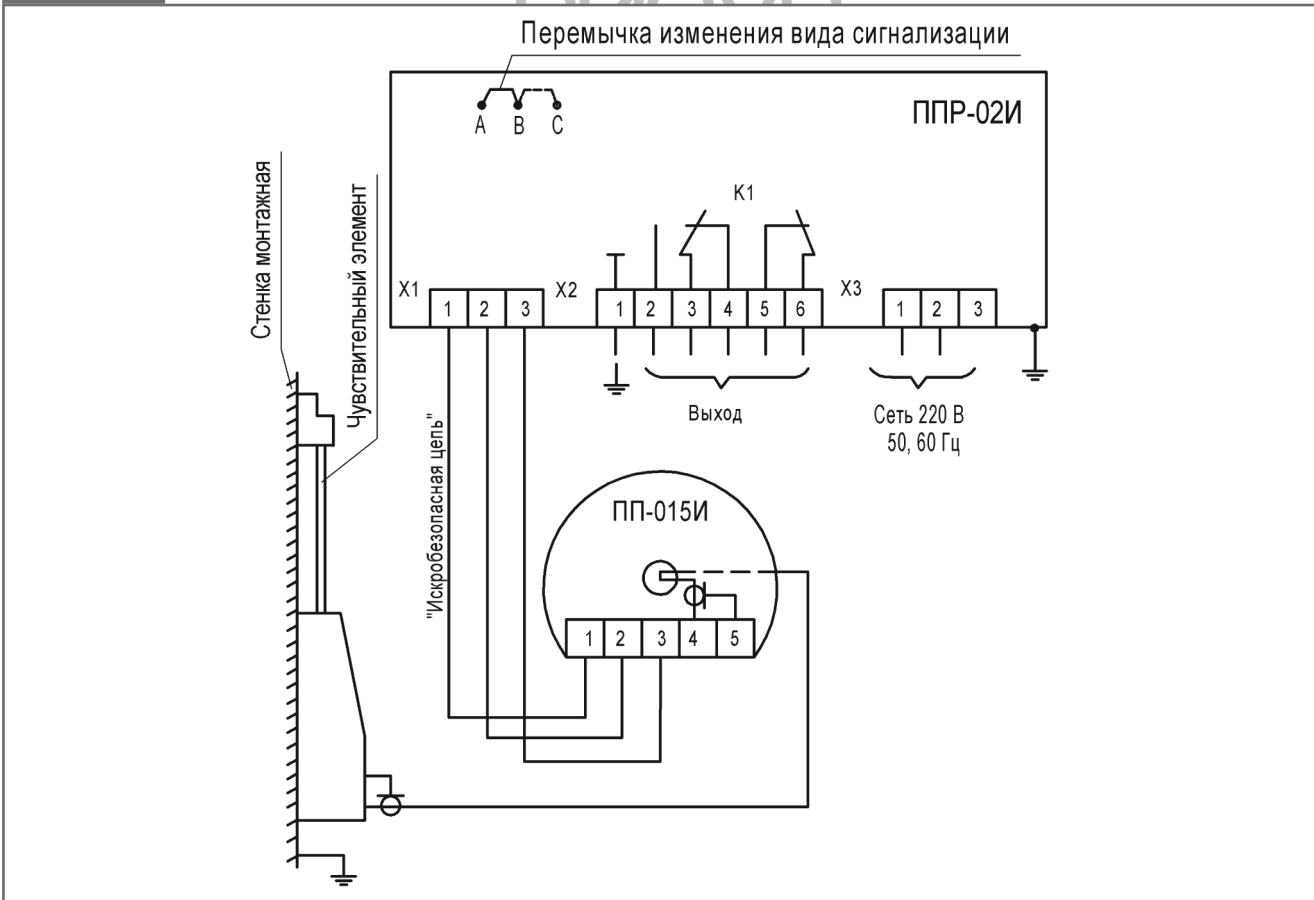 Перемычка изменения вида сигнализации
ППР-02И
A B C
K1
Стенка монтажная
Чувствительный элемент
X1 1 2 3
X2 1 2 3 4 5 6
X3 1 2 3
Выход
Сеть 220 В
50, 60 Гц
"Искробезопасная цепь"
ПП-015И
1 2 3 4 5